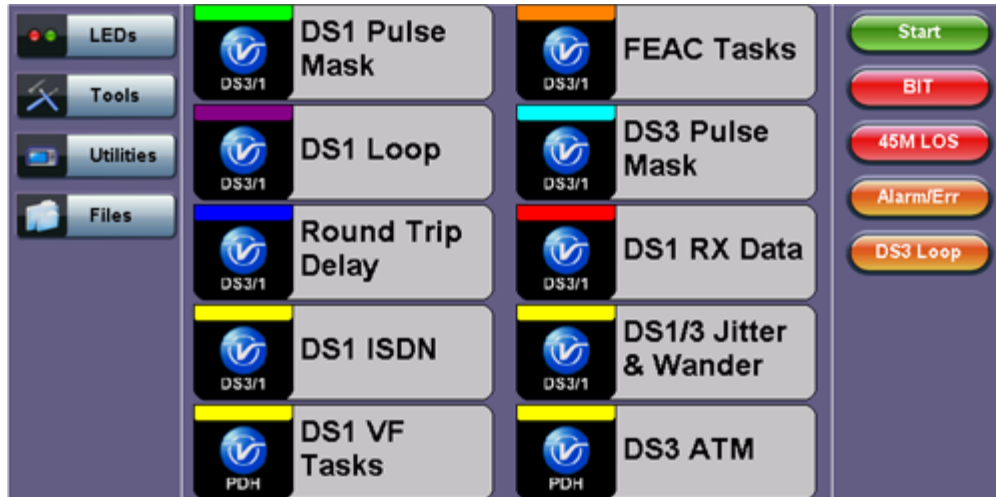 LEDs
Tools
Utilities
Files
DS3/1
DS1 Pulse
Mask
DS3/1
FEAC Tasks
DS3/1
DS1 Loop
DS3/1
DS3 Pulse
Mask
DS3/1
Round Trip
Delay
DS3/1
DS1 RX Data
DS3/1
DS1 ISDN
DS3/1
DS1/3 Jitter
& Wander
PDH
DS1 VF
Tasks
PDH
DS3 ATM
Start
BIT
45M LOS
Alarm/Err
DS3 Loop